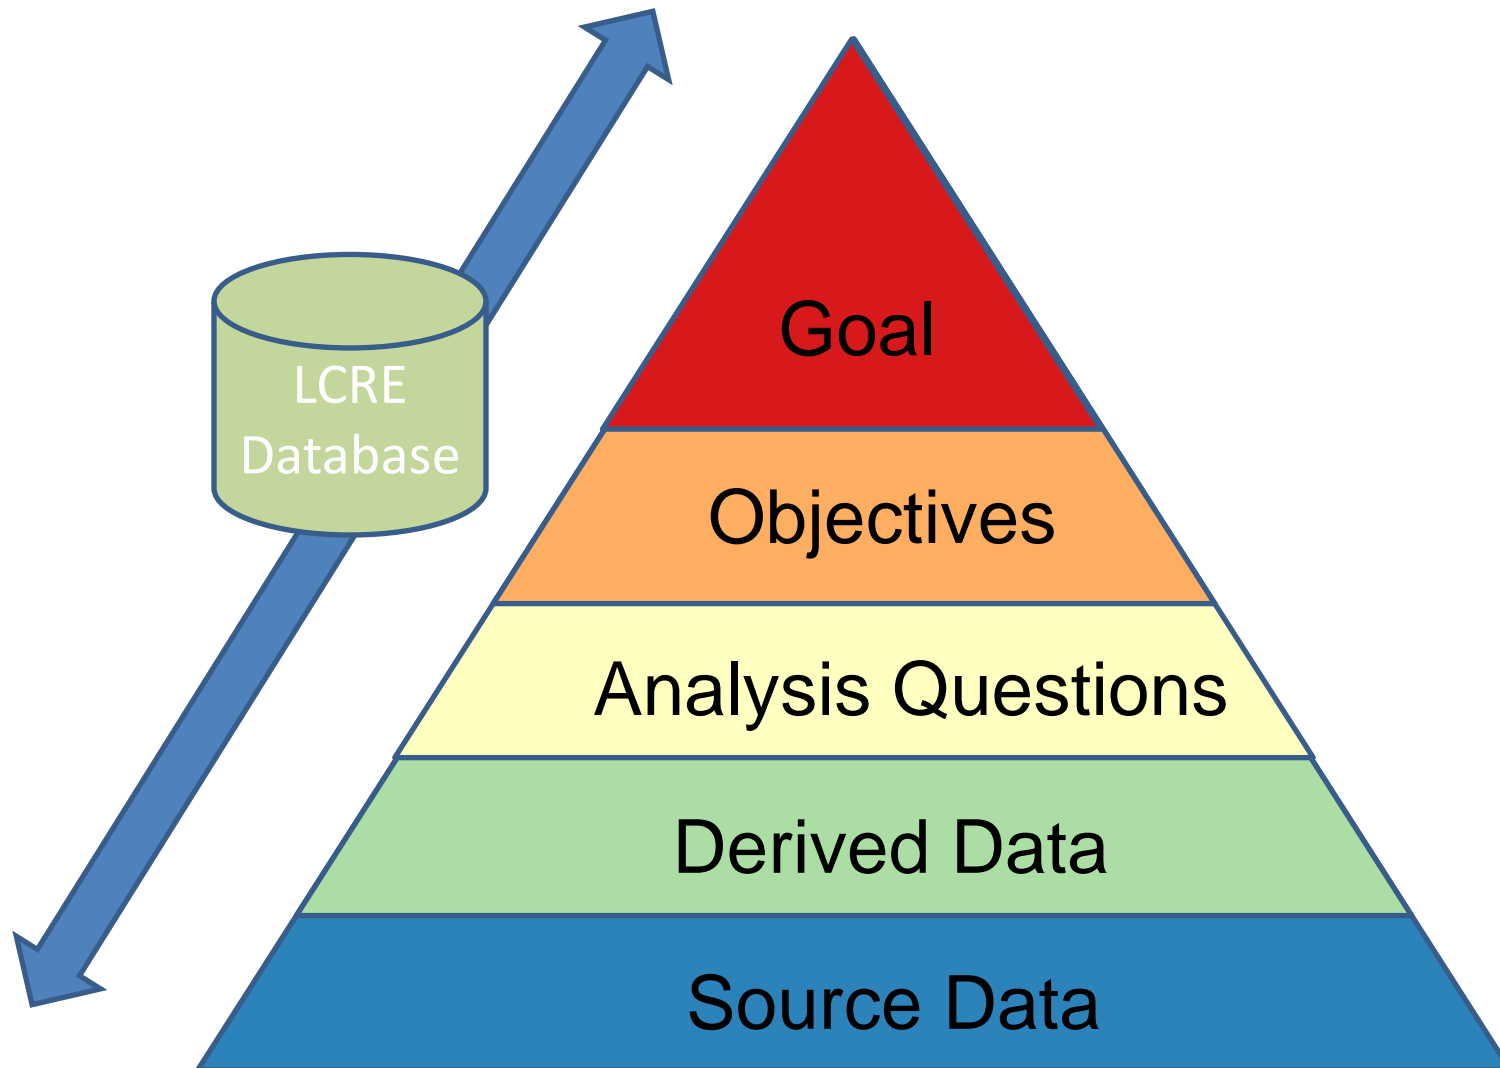 Goal
LCRE
Database
Objectives
Analysis Questions
Derived Data
Source Data